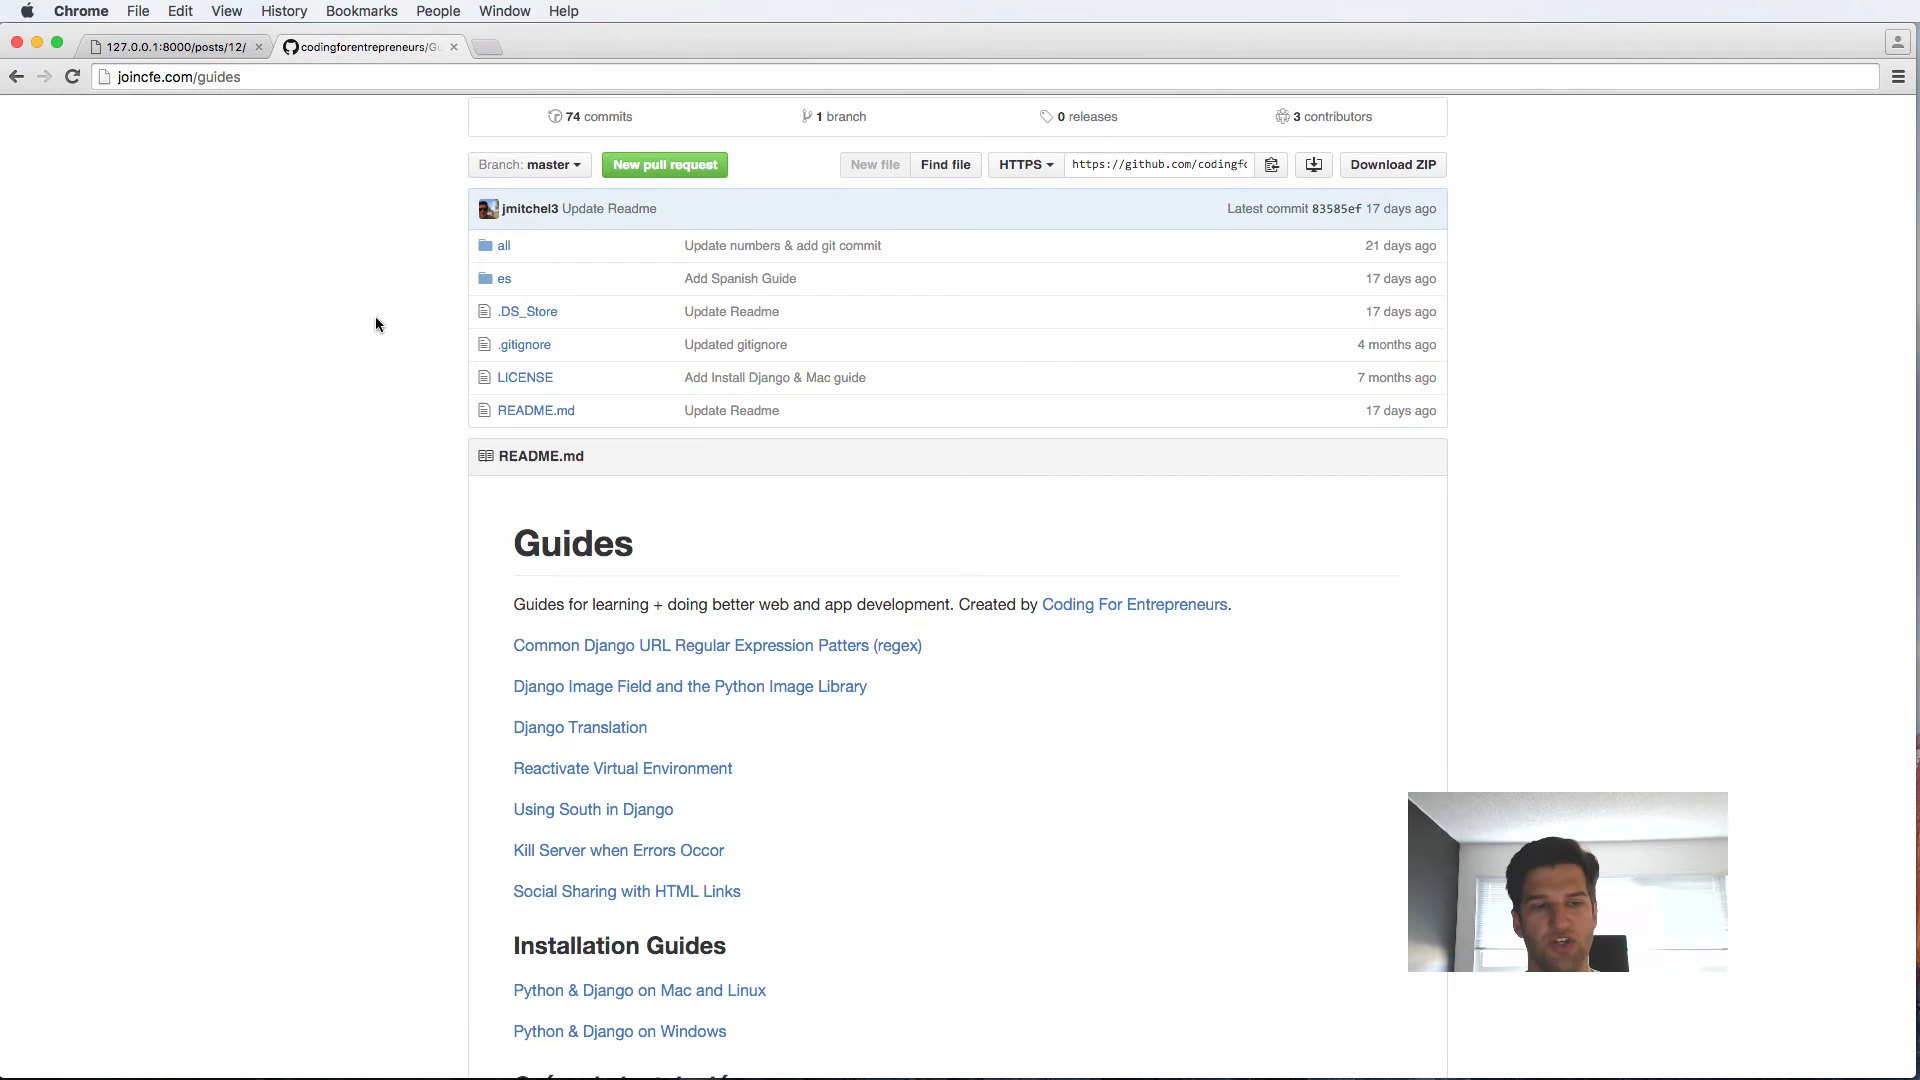 Chrome File Edit View History Bookmarks People Window Help
127.0.0.1:8000/posts/12/ codingforentrepreneurs/Gu
joincfe.com/guides
74 commits 1 branch 0 releases 3 contributors
Branch: master New pull request New file Find file HTTPS https://github.com/codingfo Download ZIP
jmitchel3 Update Readme Latest commit 83585ef 17 days ago
all Update numbers & add git commit 21 days ago
es Add Spanish Guide 17 days ago
.DS_Store Update Readme 17 days ago
.gitignore Updated gitignore 4 months ago
LICENSE Add Install Django & Mac guide 7 months ago
README.md Update Readme 17 days ago
README.md
Guides
Guides for learning + doing better web and app development. Created by Coding For Entrepreneurs.
Common Django URL Regular Expression Patters (regex)
Django Image Field and the Python Image Library
Django Translation
Reactivate Virtual Environment
Using South in Django
Kill Server when Errors Occor
Social Sharing with HTML Links
Installation Guides
Python & Django on Mac and Linux
Python & Django on Windows